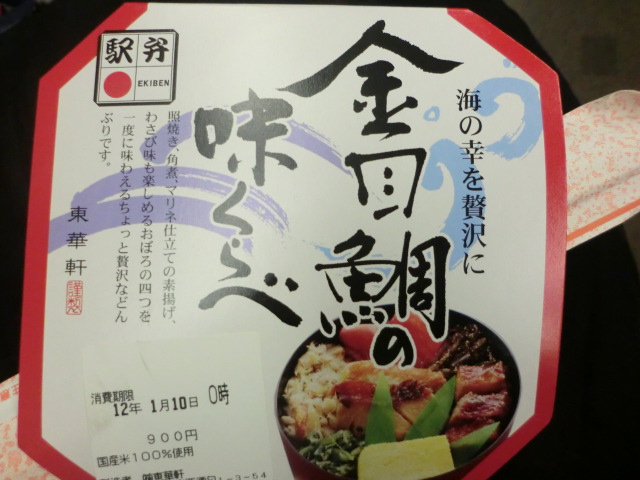 駅弁
EKIBEN
海の幸を贅沢に
金目鯛の
味くらべ
照焼き、角煮、マリネ仕立ての素揚げ、
わさび味も楽しめるおぼろの四つを
一度に味わえるちょっと贅沢などん
ぶりです。
東華軒
謹製
消費期限
12年 1月10日 0時
900円
国産米100%使用